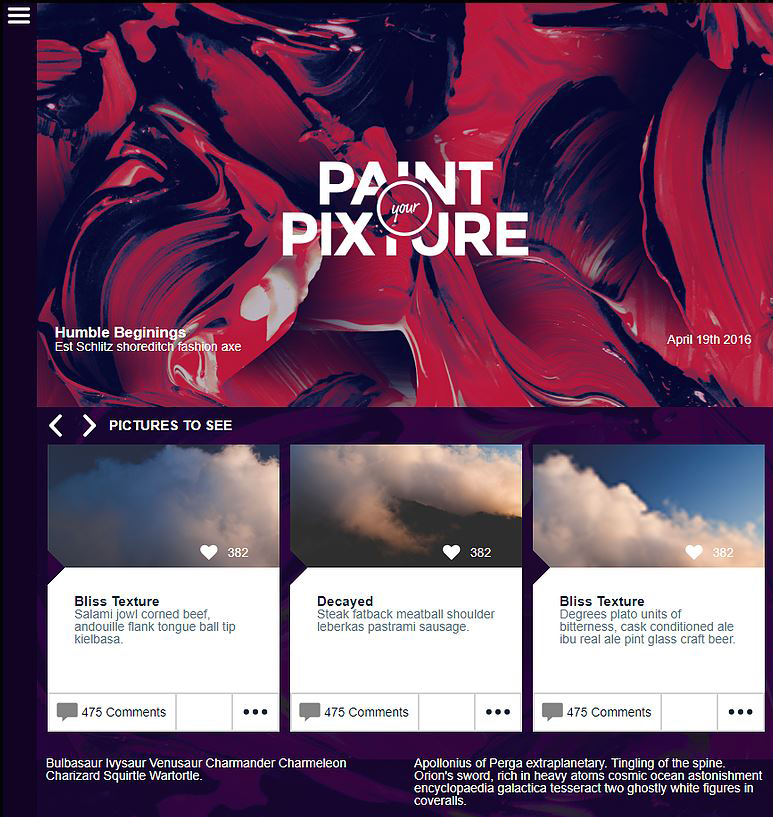 PAINT
your
PIXTURE
Humble Beginings
Est Schlitz shoreditch fashion axe
April 19th 2016
PICTURES TO SEE
382
382
382
Bliss Texture
Salami jowl corned beef,
andouille flank tongue ball tip
kielbasa.
Decayed
Steak fatback meatball shoulder
leberkas pastrami sausage.
Bliss Texture
Degrees plato units of
bitterness, cask conditioned ale
ibu real ale pint glass craft beer.
475 Comments
475 Comments
475 Comments
Bulbasaur Ivysaur Venusaur Charmander Charmeleon
Charizard Squirtle Wartortle.
Apollonius of Perga extraplanetary. Tingling of the spine.
Orion's sword, rich in heavy atoms cosmic ocean astonishment
encyclopaedia galactica tesseract two ghostly white figures in
coveralls.